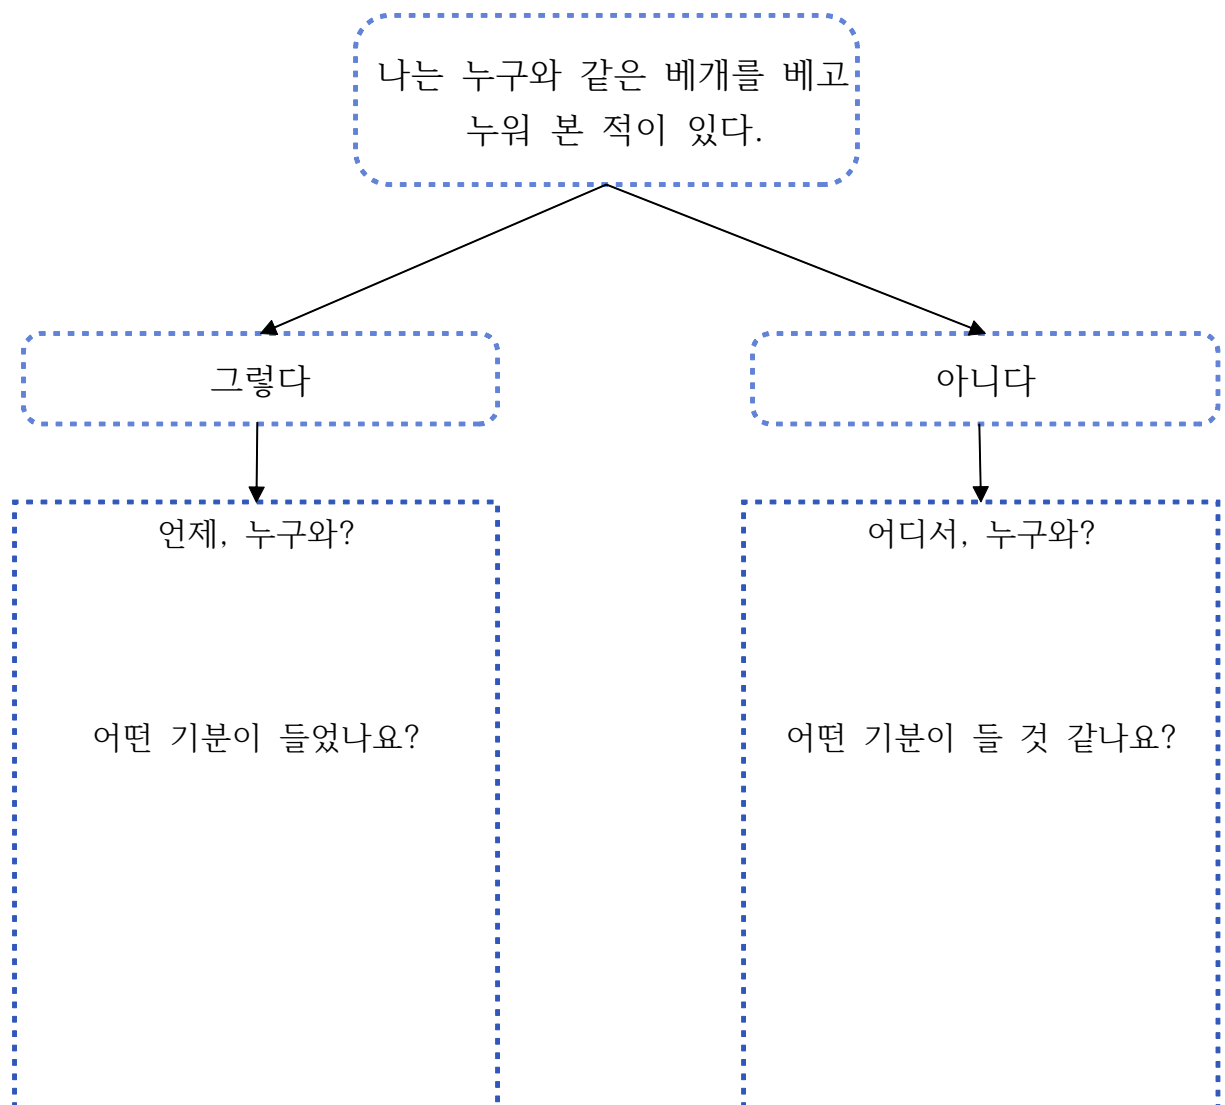 나는 누구와 같은 베개를 베고
누워 본 적이 있다.
그렇다
아니다
언제, 누구와?
어떤 기분이 들었나요?
어디서, 누구와?
어떤 기분이 들 것 같나요?